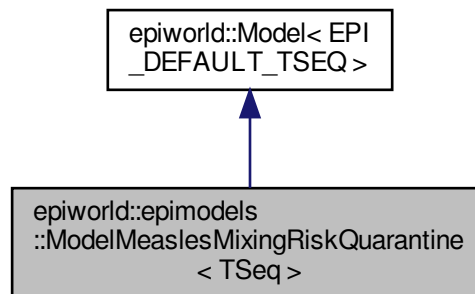 epiworld::Model< EPI
_DEFAULT_TSEQ >
epiworld::epimodels
::ModelMeaslesMixingRiskQuarantine
< TSeq >